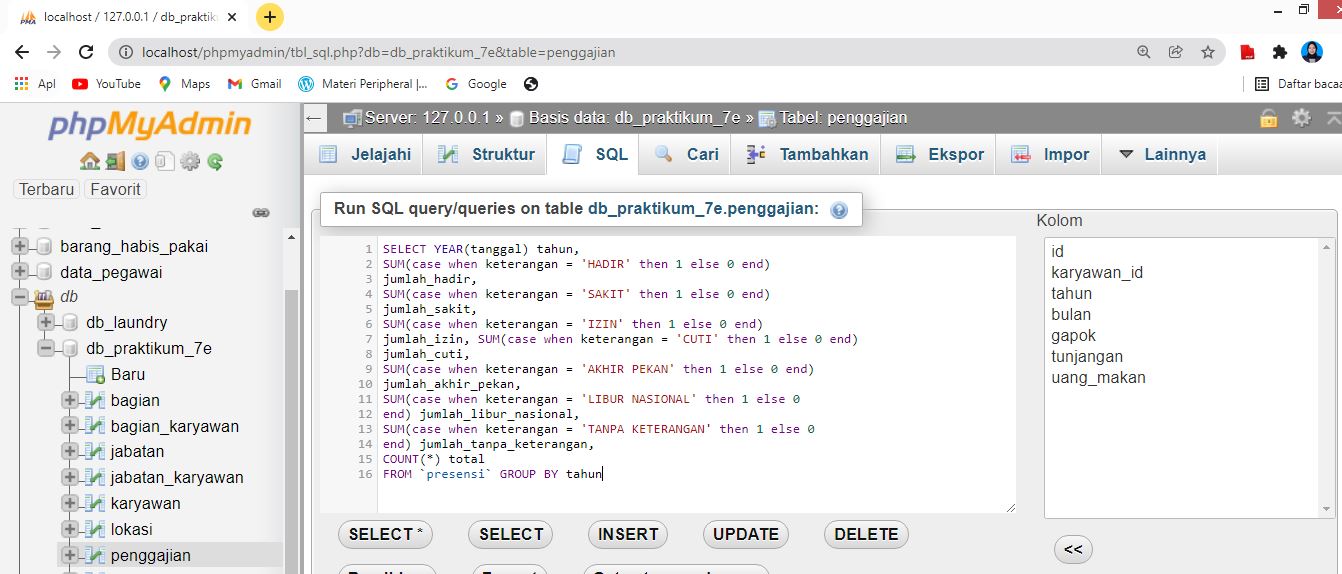 localhost / 127.0.0.1 / db_praktik
localhost/phpmyadmin/tbl_sql.php?db=db_praktikum_7e&table=penggajian
Apl YouTube Maps Gmail Materi Peripheral |... Google Daftar bacaa
phpMyAdmin
Terbaru Favorit
barang_habis_pakai
data_pegawai
db
db_laundry
db_praktikum_7e
Baru
bagian
bagian_karyawan
jabatan
jabatan_karyawan
karyawan
lokasi
penggajian
Server: 127.0.0.1 » Basis data: db_praktikum_7e » Tabel: penggajian
Jelajahi Struktur SQL Cari Tambahkan Ekspor Impor Lainnya
Run SQL query/queries on table db_praktikum_7e.penggajian:
1 SELECT YEAR(tanggal) tahun,
2 SUM(case when keterangan = 'HADIR' then 1 else 0 end)
3 jumlah_hadir,
4 SUM(case when keterangan = 'SAKIT' then 1 else 0 end)
5 jumlah_sakit,
6 SUM(case when keterangan = 'IZIN' then 1 else 0 end)
7 jumlah_izin, SUM(case when keterangan = 'CUTI' then 1 else 0 end)
8 jumlah_cuti,
9 SUM(case when keterangan = 'AKHIR PEKAN' then 1 else 0 end)
10 jumlah_akhir_pekan,
11 SUM(case when keterangan = 'LIBUR NASIONAL' then 1 else 0
12 end) jumlah_libur_nasional,
13 SUM(case when keterangan = 'TANPA KETERANGAN' then 1 else 0
14 end) jumlah_tanpa_keterangan,
15 COUNT(*) total
16 FROM `presensi` GROUP BY tahun
Kolom
id
karyawan_id
tahun
bulan
gapok
tunjangan
uang_makan
SELECT * SELECT INSERT UPDATE DELETE
<<